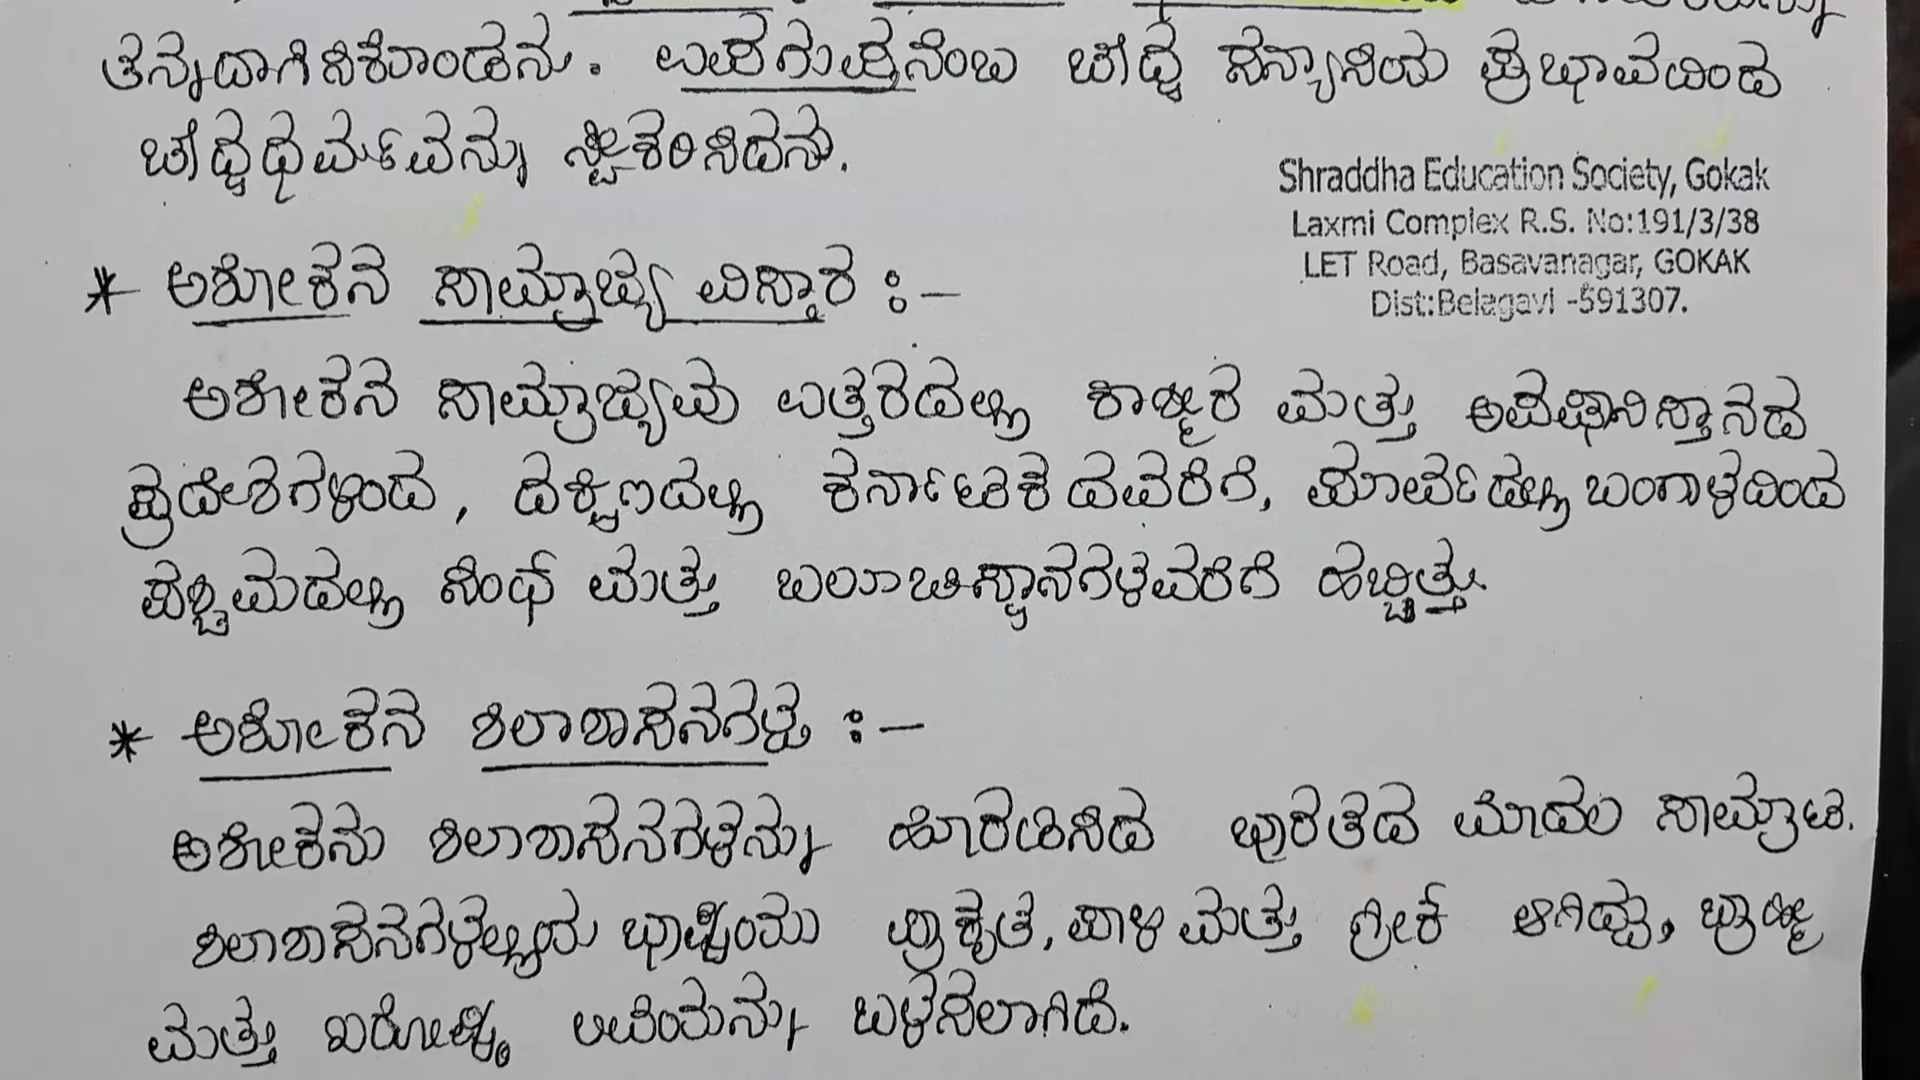 ತನ್ನದಾಗಿಸಿಕೊಂಡನು. ಉಪಗುಪ್ತನೆಂಬ ಬೌದ್ಧ ಸನ್ಯಾಸಿಯ ಪ್ರಭಾವದಿಂದ
ಬೌದ್ಧಧರ್ಮವನ್ನು ಸ್ವೀಕರಿಸಿದನು.
Shraddha Education Society, Gokak
Laxmi Complex R.S. No:191/3/38
LET Road, Basavanagar, GOKAK
Dist:Belagavi -591307.
* ಅಶೋಕನ ಸಾಮ್ರಾಜ್ಯ ವಿಸ್ತಾರ :-
ಅಶೋಕನ ಸಾಮ್ರಾಜ್ಯವು ಉತ್ತರದಲ್ಲಿ ಕಾಶ್ಮೀರ ಮತ್ತು ಅಫಘಾನಿಸ್ತಾನದ
ಪ್ರದೇಶಗಳಿಂದ, ದಕ್ಷಿಣದಲ್ಲಿ ಕರ್ನಾಟಕದವರೆಗೆ, ಪೂರ್ವದಲ್ಲಿ ಬಂಗಾಳದಿಂದ
ಪಶ್ಚಿಮದಲ್ಲಿ ಸಿಂಧ್ ಮತ್ತು ಬಲೂಚಿಸ್ತಾನಗಳವರೆಗೆ ಹಬ್ಬಿತ್ತು.
* ಅಶೋಕನ ಶಿಲಾಶಾಸನಗಳು :-
ಅಶೋಕನು ಶಿಲಾಶಾಸನಗಳನ್ನು ಹೊರಡಿಸಿದ ಭಾರತದ ಮೊದಲ ಸಾಮ್ರಾಟ.
ಶಿಲಾಶಾಸನಗಳಲ್ಲಿಯ ಭಾಷೆಯು ಪ್ರಾಕೃತ, ಪಾಳಿ ಮತ್ತು ಗ್ರೀಕ್ ಆಗಿದ್ದು, ಬ್ರಾಹ್ಮೀ
ಮತ್ತು ಖರೋಷ್ಠಿ ಲಿಪಿಯನ್ನು ಬಳಸಲಾಗಿದೆ.